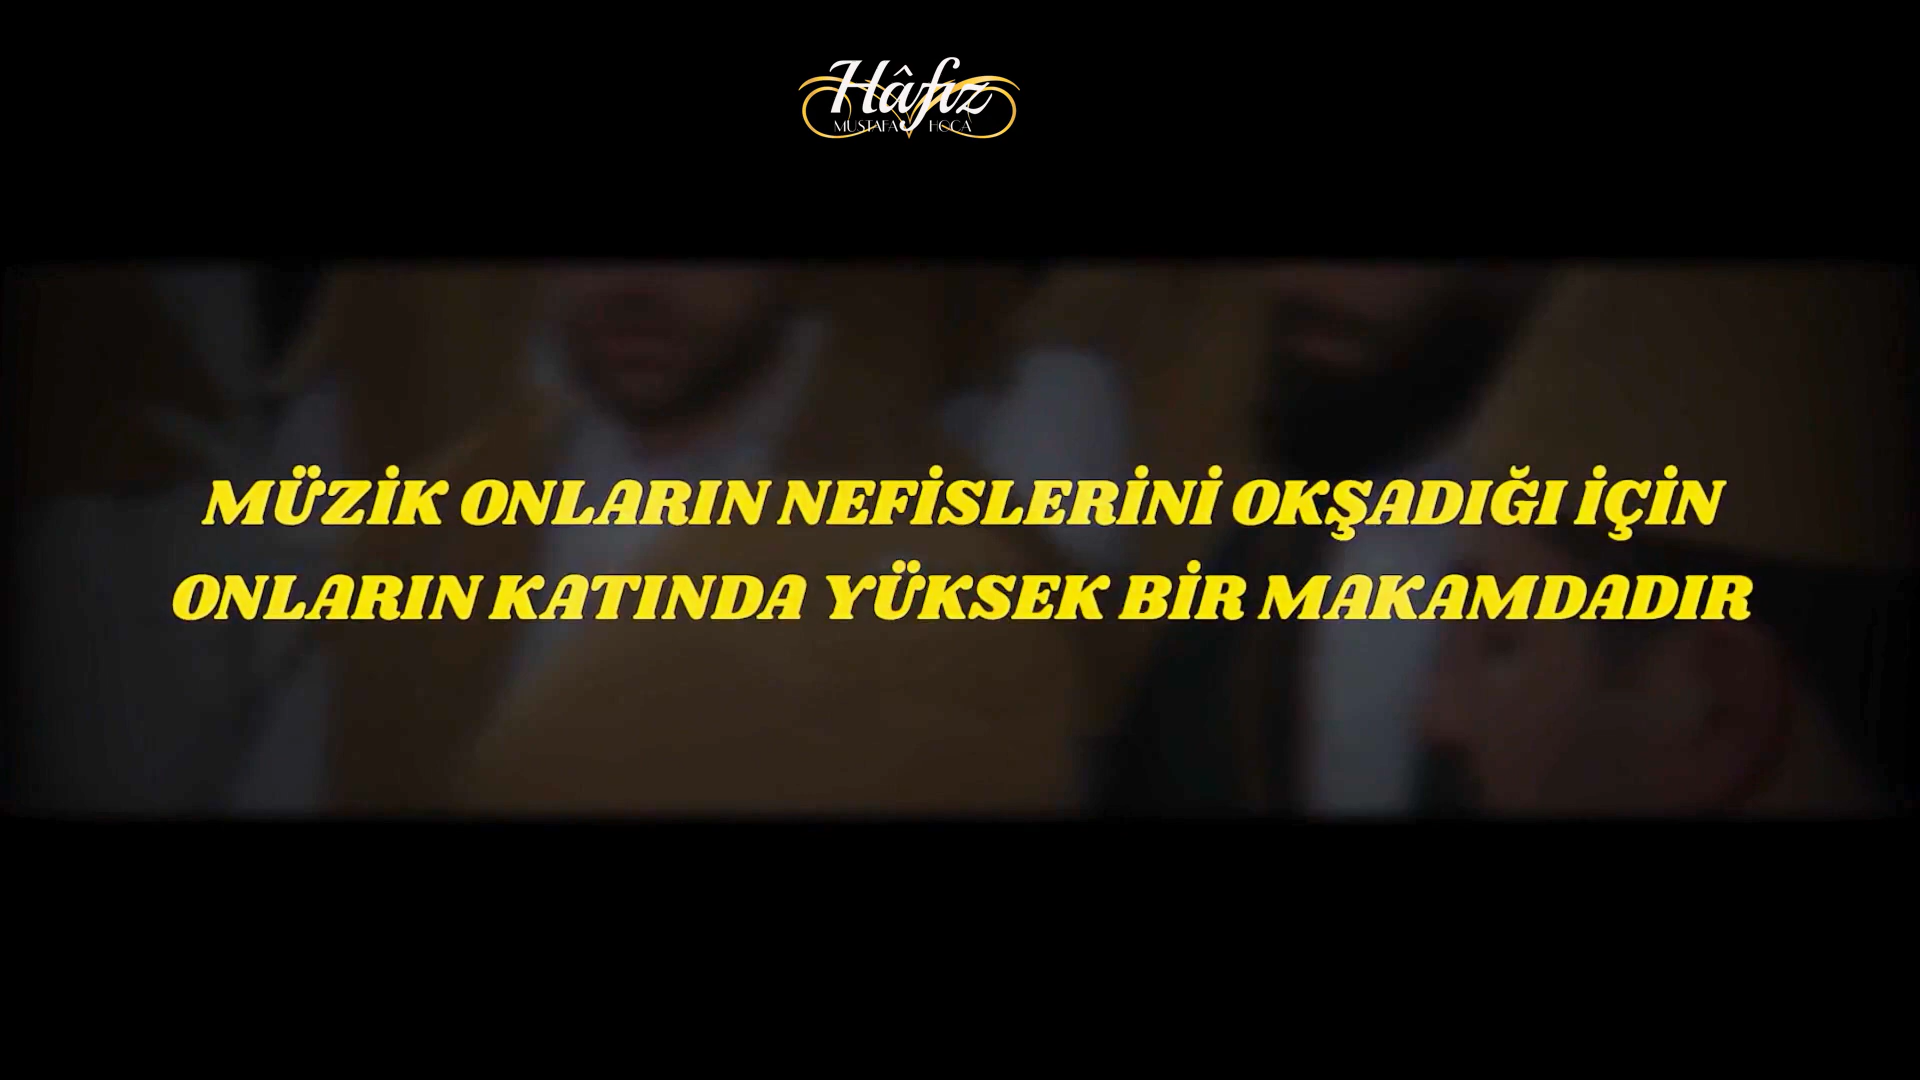 Hâfız
MUSTAFA HOCA
MÜZİK ONLARIN NEFİSLERİNİ OKŞADIĞI İÇİN
ONLARIN KATINDA YÜKSEK BİR MAKAMDADIR